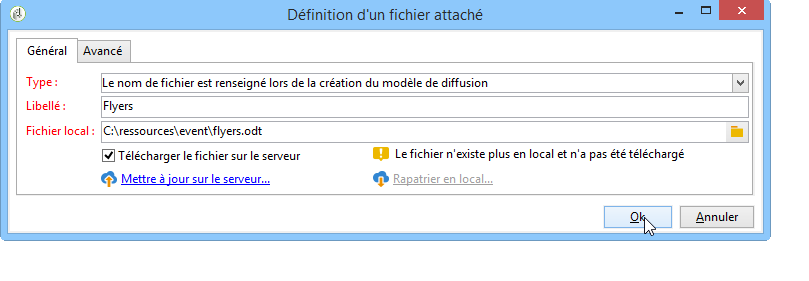 Définition d'un fichier attaché
Général Avancé
Type : Le nom de fichier est renseigné lors de la création du modèle de diffusion
Libellé : Flyers
Fichier local : C:\ressources\event\flyers.odt
Télécharger le fichier sur le serveur Le fichier n'existe plus en local et n'a pas été téléchargé
Mettre à jour sur le serveur... Rapatrier en local...
Ok Annuler